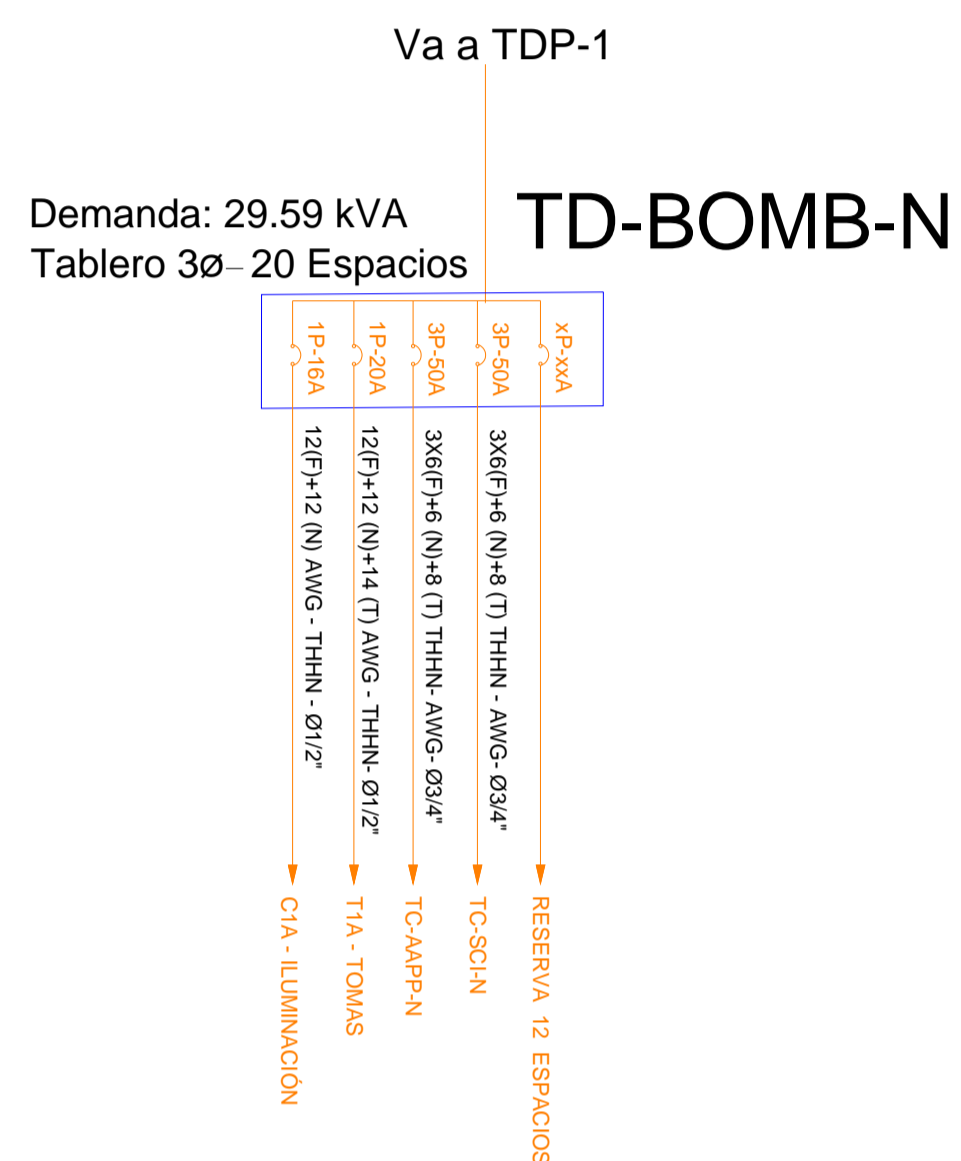 Va a TDP-1
TD-BOMB-N
Demanda: 29.59 kVA
Tablero 3ø– 20 Espacios
1P-16A
1P-20A
3P-50A
3P-50A
xP-xxA
12(F)+12 (N) AWG - THHN - Ø1/2"
12(F)+12 (N)+14 (T) AWG - THHN- Ø1/2"
3X6(F)+6 (N)+8 (T) THHN- AWG- Ø3/4"
3X6(F)+6 (N)+8 (T) THHN - AWG- Ø3/4"
C1A - ILUMINACIÓN
T1A - TOMAS
TC-AAPP-N
TC-SCI-N
RESERVA 12 ESPACIOS